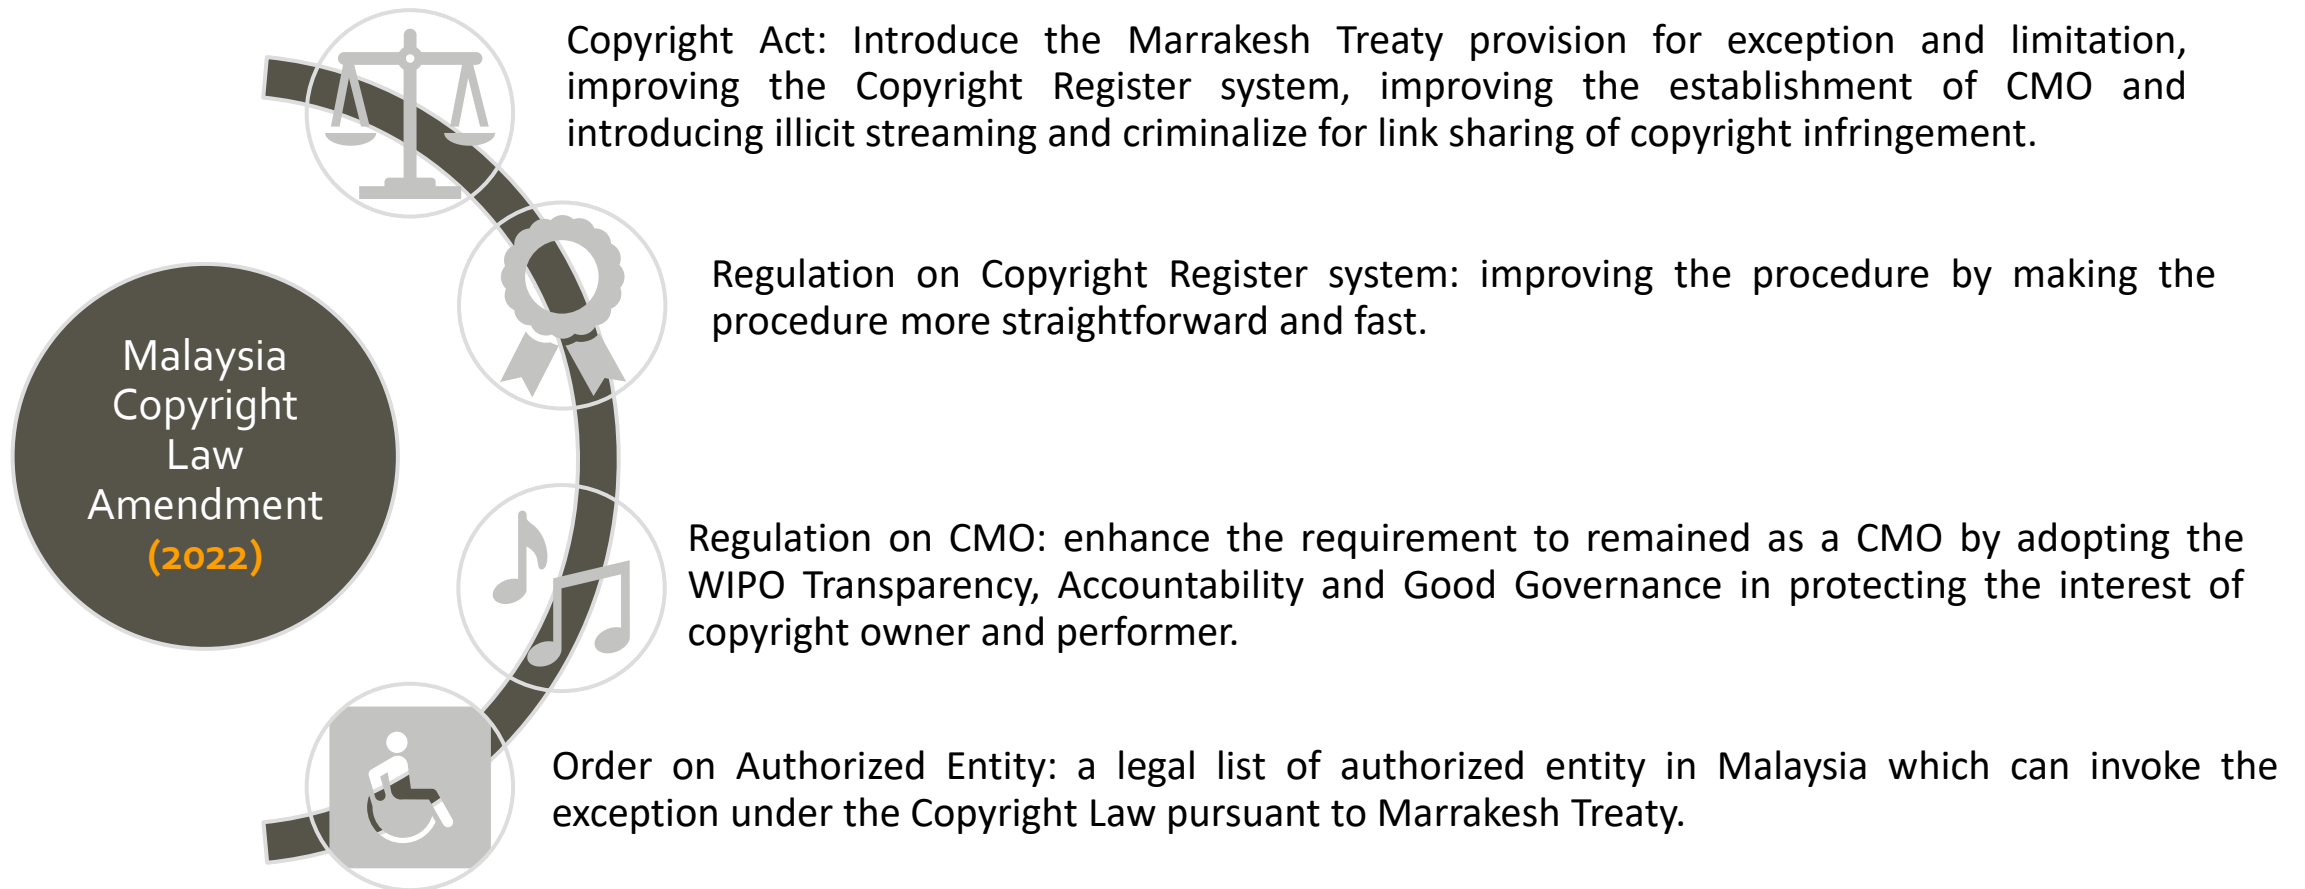 Copyright Act: Introduce the Marrakesh Treaty provision for exception and limitation,
improving the Copyright Register system, improving the establishment of CMO and
introducing illicit streaming and criminalize for link sharing of copyright infringement.
Regulation on Copyright Register system: improving the procedure by making the
procedure more straightforward and fast.
Malaysia
Copyright
Law
Amendment
(2022)
Regulation on CMO: enhance the requirement to remained as a CMO by adopting the
WIPO Transparency, Accountability and Good Governance in protecting the interest of
copyright owner and performer.
Order on Authorized Entity: a legal list of authorized entity in Malaysia which can invoke the
exception under the Copyright Law pursuant to Marrakesh Treaty.